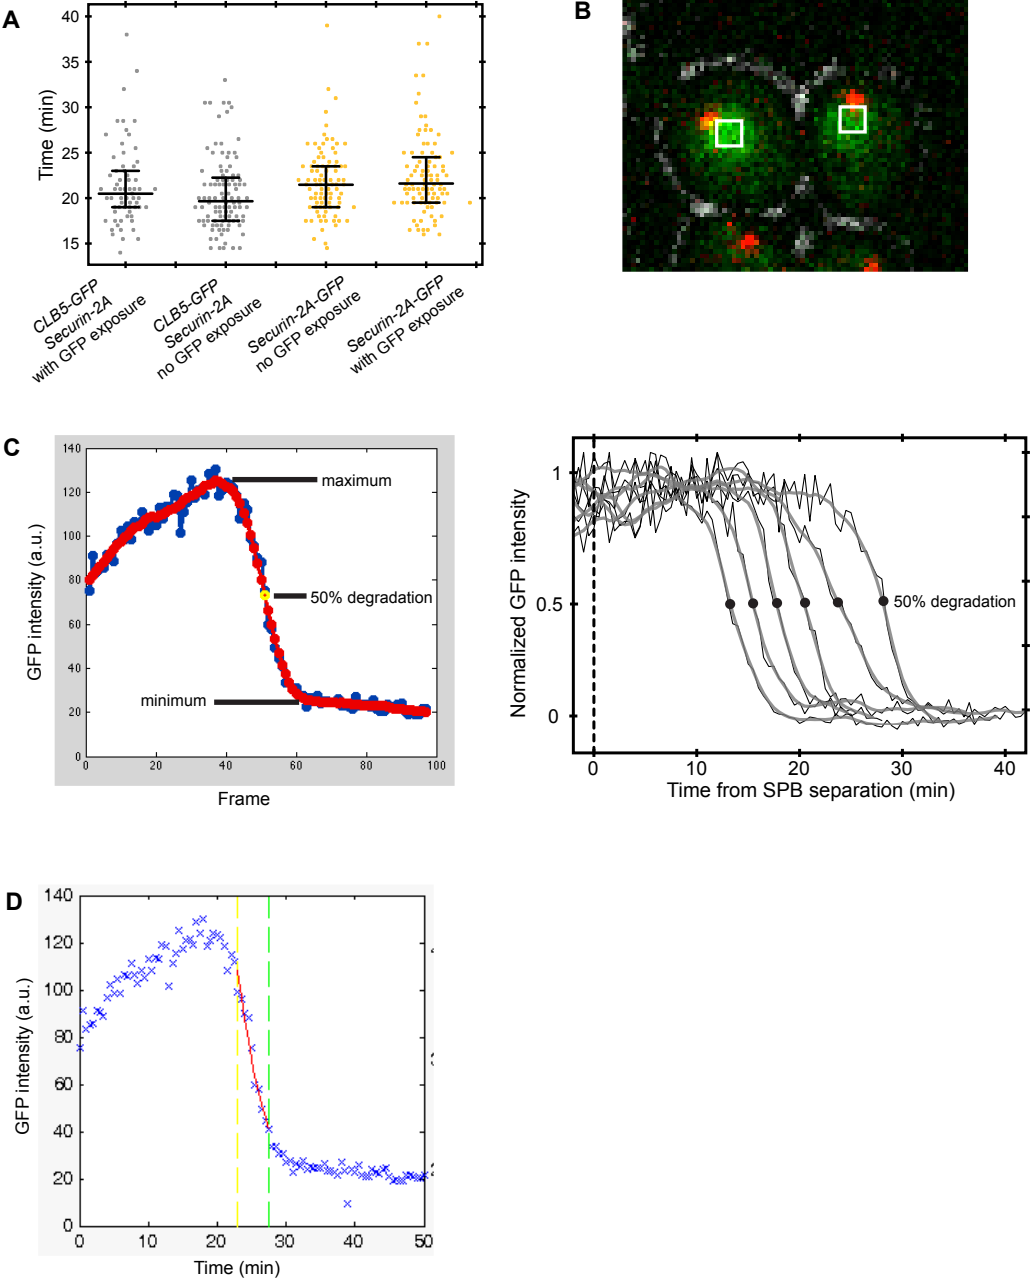 A
Time (min)
40
35
30
25
20
15
CLB5-GFP
Securin-2A
with GFP exposure
CLB5-GFP
Securin-2A
no GFP exposure
Securin-2A-GFP
no GFP exposure
Securin-2A-GFP
with GFP exposure
B
C
GFP intensity (a.u.)
140
120
100
80
60
40
20
0
maximum
50% degradation
minimum
0 20 40 60 80 100
Frame
Normalized GFP intensity
1
0.5
0
50% degradation
0 10 20 30 40
Time from SPB separation (min)
D
GFP intensity (a.u.)
140
120
100
80
60
40
20
0
0 10 20 30 40 50
Time (min)